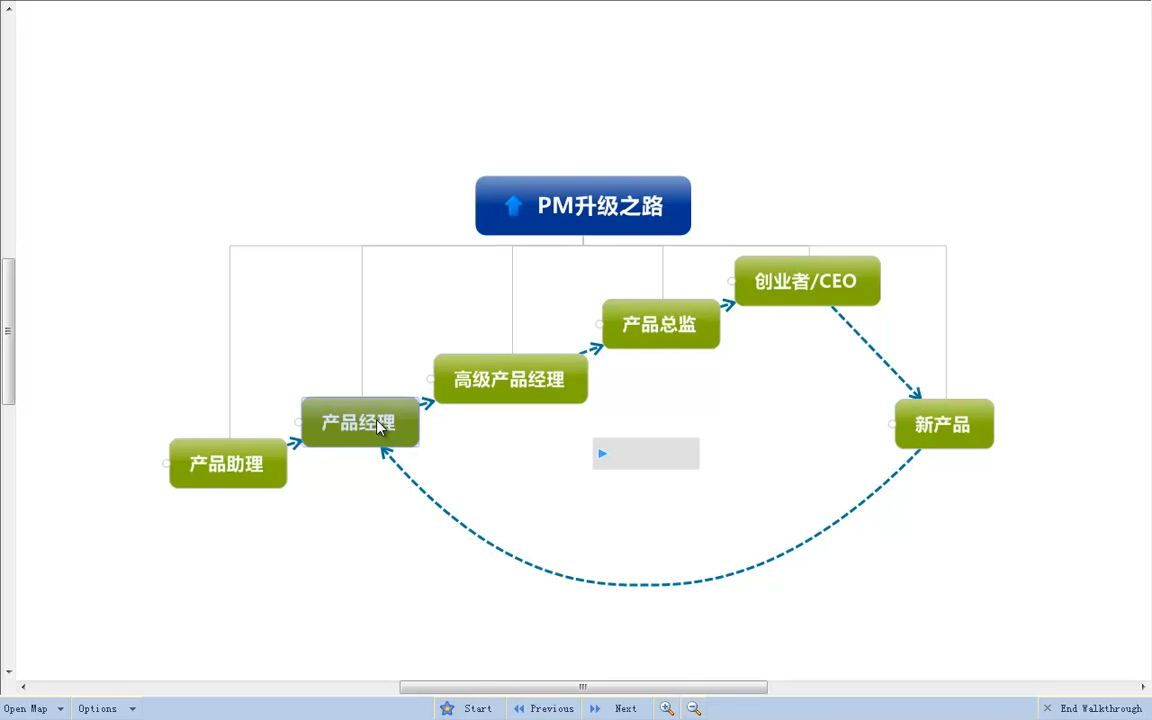 PM升级之路
创业者/CEO
产品总监
高级产品经理
产品经理
新产品
产品助理
Open Map
Options
Start
Previous
Next
End Walkthrough